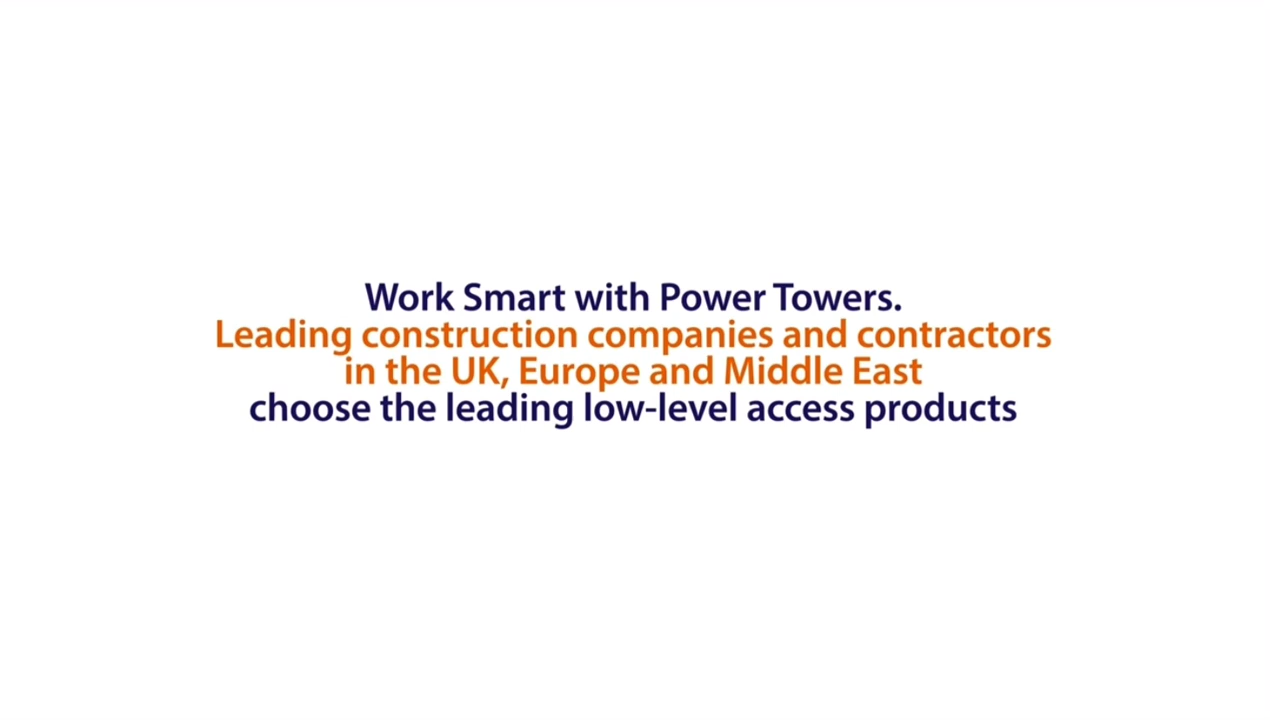 Work Smart with Power Towers.
Leading construction companies and contractors
in the UK, Europe and Middle East
choose the leading low-level access products